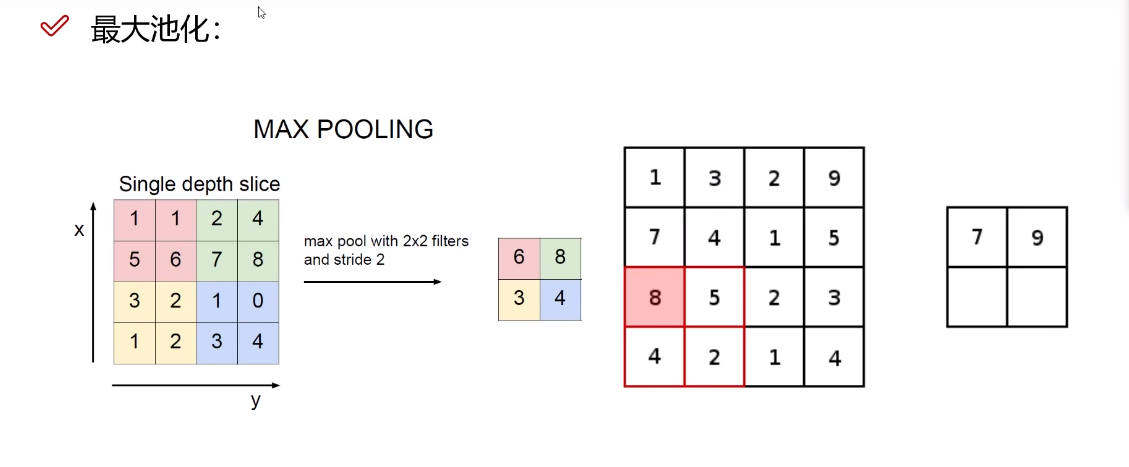 最大池化：
MAX POOLING
Single depth slice
x
1 1 2 4
5 6 7 8
3 2 1 0
1 2 3 4
y
max pool with 2x2 filters
and stride 2
6 8
3 4
1 3 2 9
7 4 1 5
8 5 2 3
4 2 1 4
7 9